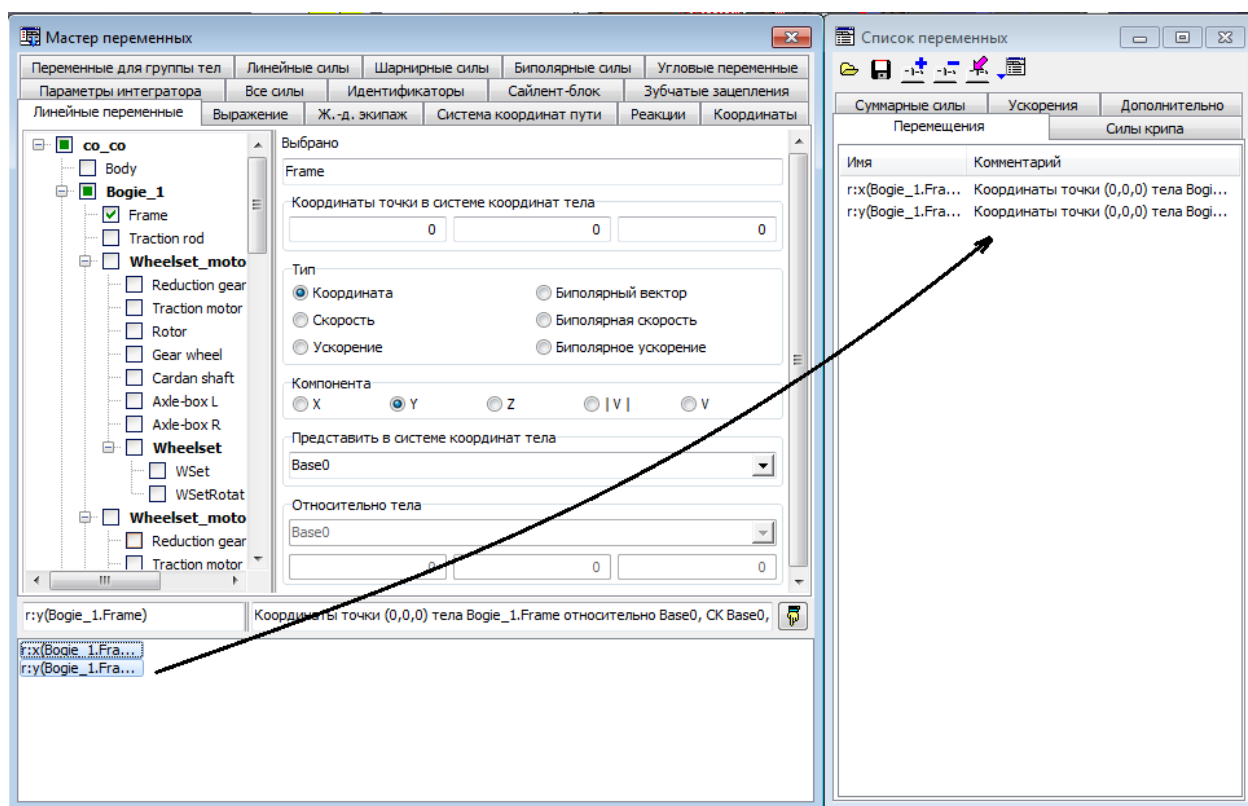 Мастер переменных
Переменные для группы тел Линейные силы Шарнирные силы Биполярные силы Угловые переменные
Параметры интегратора Все силы Идентификаторы Сайлент-блок Зубчатые зацепления
Линейные переменные Выражение Ж.-д. экипаж Система координат пути Реакции Координаты
co_co
Body
Bogie_1
Frame
Traction rod
Wheelset_moto
Reduction gear
Traction motor
Rotor
Gear wheel
Cardan shaft
Axle-box L
Axle-box R
Wheelset
WSet
WSetRotat
Wheelset_moto
Reduction gear
Traction motor
Выбрано
Frame
Координаты точки в системе координат тела
0 0 0
Тип
Координата Биполярный вектор
Скорость Биполярная скорость
Ускорение Биполярное ускорение
Компонента
X Y Z | V | V
Представить в системе координат тела
Base0
Относительно тела
Base0
0 0 0
r:y(Bogie_1.Frame) Координаты точки (0,0,0) тела Bogie_1.Frame относительно Base0, СК Base0,
r:x(Bogie_1.Fra...
r:y(Bogie_1.Fra...
Список переменных
Суммарные силы Ускорения Дополнительно
Перемещения Силы крипа
Имя Комментарий
r:x(Bogie_1.Fra... Координаты точки (0,0,0) тела Bogi...
r:y(Bogie_1.Fra... Координаты точки (0,0,0) тела Bogi...